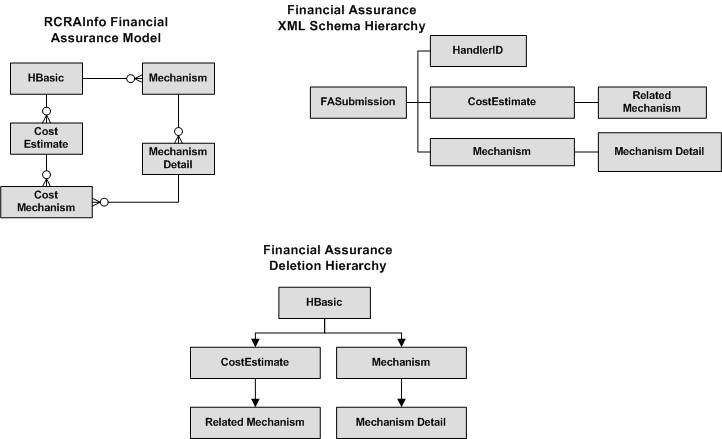 RCRAInfo Financial
Assurance Model
HBasic
Mechanism
Cost
Estimate
Mechanism
Detail
Cost
Mechanism
Financial Assurance
XML Schema Hierarchy
HandlerID
FASubmission
CostEstimate
Related
Mechanism
Mechanism
Mechanism Detail
Financial Assurance
Deletion Hierarchy
HBasic
CostEstimate
Mechanism
Related Mechanism
Mechanism Detail